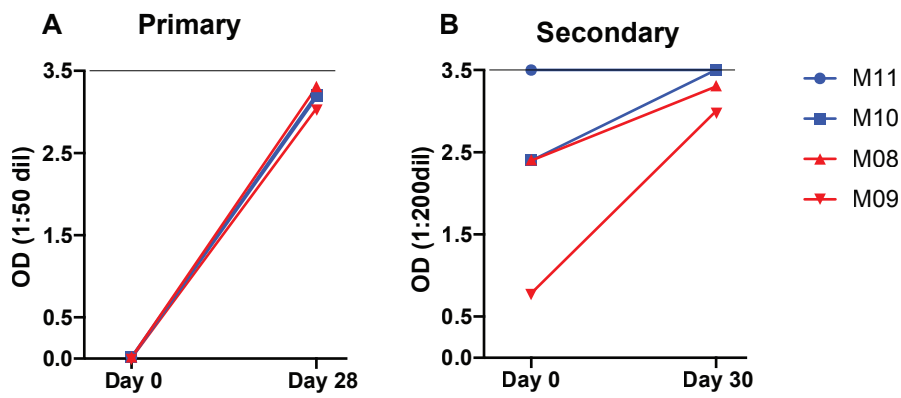 A Primary
OD (1:50 dil)
3.5
2.5
1.5
0.5
0.0
Day 0 Day 28
B Secondary
OD (1:200dil)
3.5
2.5
1.5
0.5
0.0
Day 0 Day 30
M11
M10
M08
M09